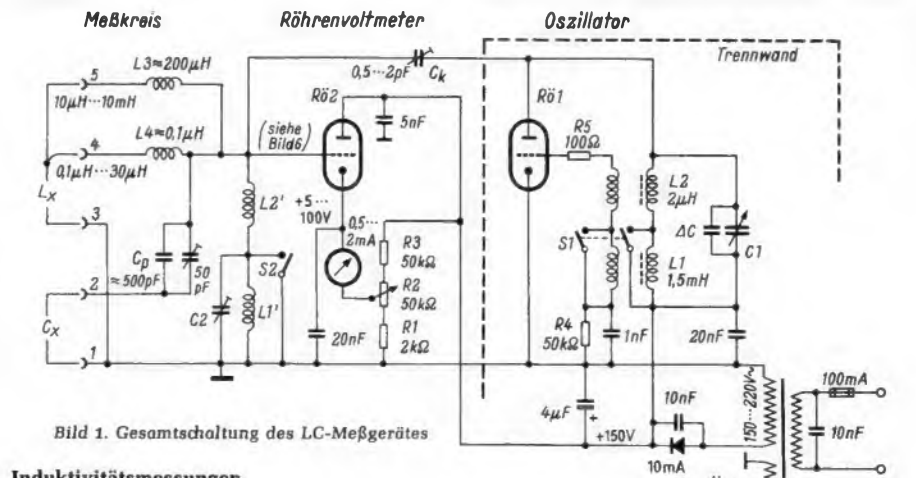 Meßkreis Röhrenvoltmeter Oszillator
Trennwand
L3≈200µH
5
10µH···10mH
L4≈0,1µH
4
0,1µH···30µH
Lx
3
Cp
≈500pF
50
pF
2
Cx
1
0,5···2pF
Ck
Rö2
(siehe
Bild6)
5nF
L2'
+5···
100V
0,5···
2mA
S2
C2
L1'
R3
50kΩ
R2
50kΩ
R1
2kΩ
20nF
Rö1
R5
100Ω
L2
2µH
S1
ΔC
C1
L1
1,5mH
R4
50kΩ
1nF
20nF
4µF
+
+150V
10nF
10mA
150···220V~
100mA
10nF
Bild 1. Gesamtschaltung des LC-Meßgerätes
Induktivitätsmessungen